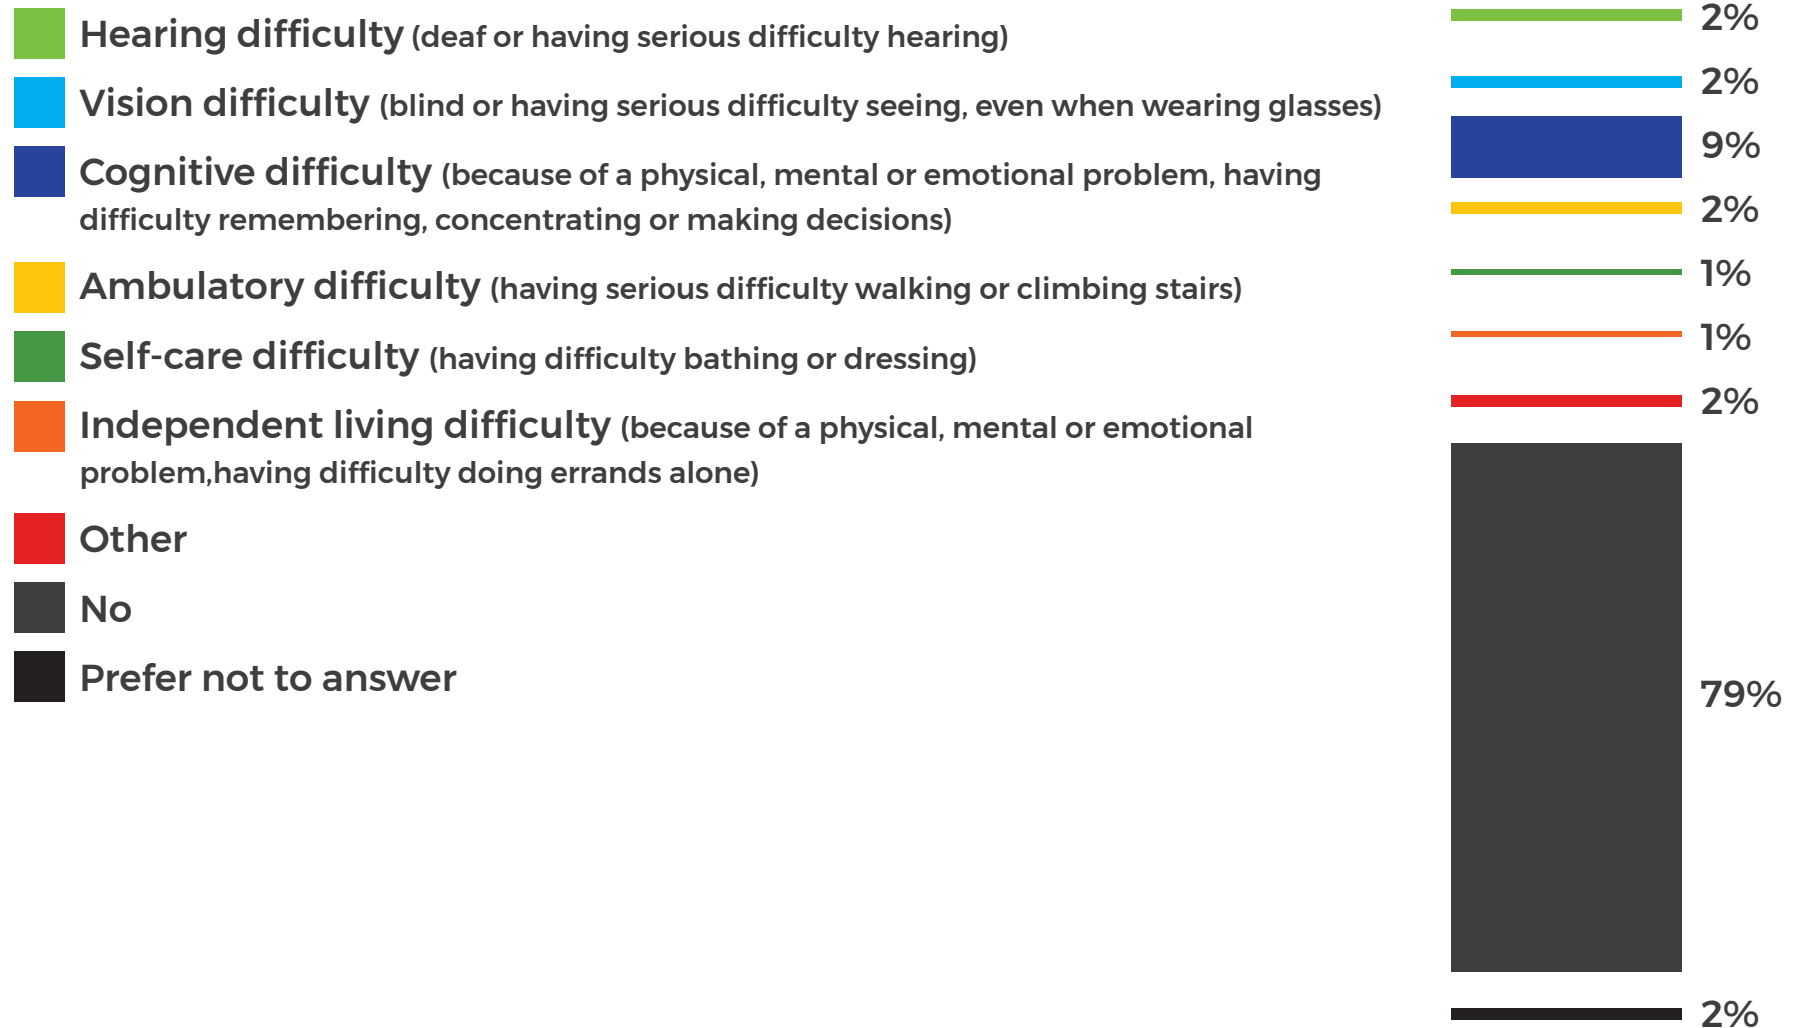 Hearing difficulty (deaf or having serious difficulty hearing)
Vision difficulty (blind or having serious difficulty seeing, even when wearing glasses)
Cognitive difficulty (because of a physical, mental or emotional problem, having
difficulty remembering, concentrating or making decisions)
Ambulatory difficulty (having serious difficulty walking or climbing stairs)
Self-care difficulty (having difficulty bathing or dressing)
Independent living difficulty (because of a physical, mental or emotional
problem,having difficulty doing errands alone)
Other
No
Prefer not to answer
2%
2%
9%
2%
1%
1%
2%
79%
2%